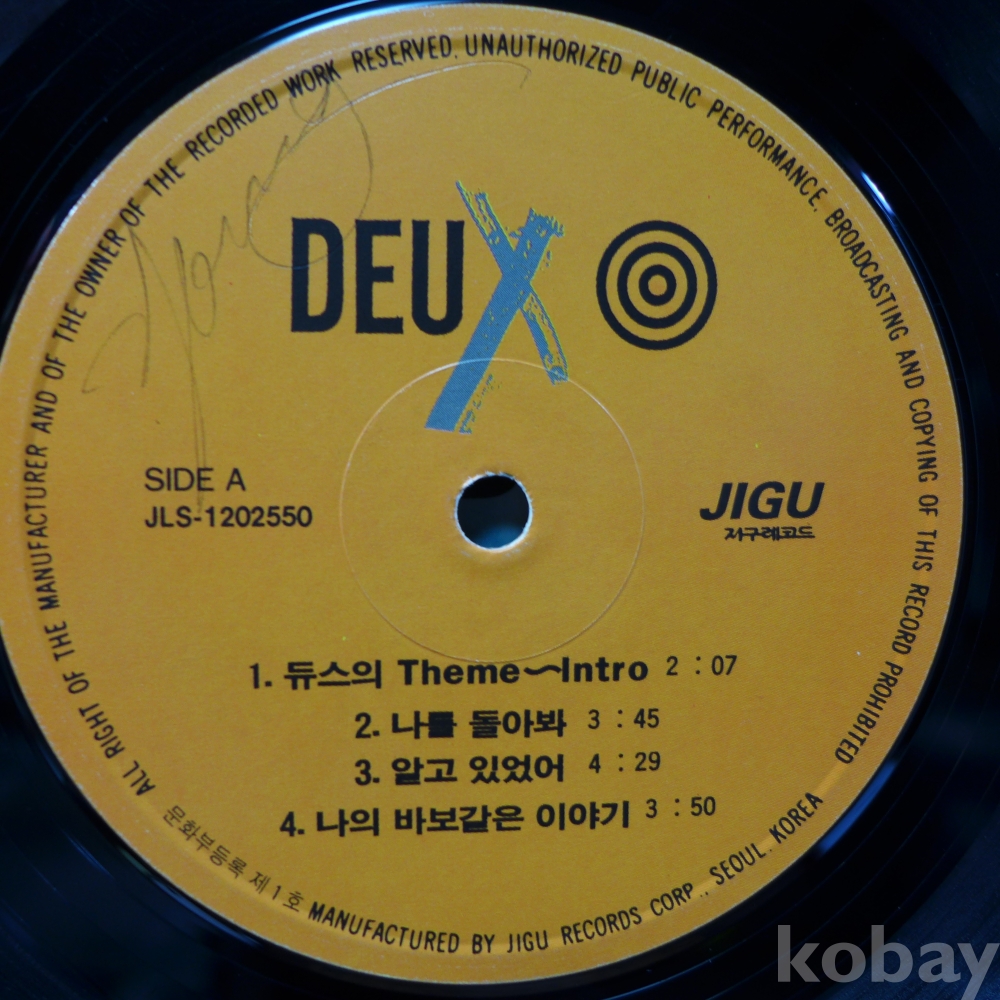 ALL RIGHT OF THE MANUFACTURER AND OF THE OWNER OF THE RECORDED WORK RESERVED. UNAUTHORIZED PUBLIC PERFORMANCE. BROADCASTING AND COPYING OF THIS RECORD PROHIBITED
DEUX
SIDE A
JLS-1202550
JIGU
지구레코드
1. 듀스의 Theme~Intro 2 : 07
2. 나를 돌아봐 3 : 45
3. 알고 있었어 4 : 29
4. 나의 바보같은 이야기 3 : 50
문화부등록 제1호 MANUFACTURED BY JIGU RECORDS CORP., SEOUL. KOREA
kobay